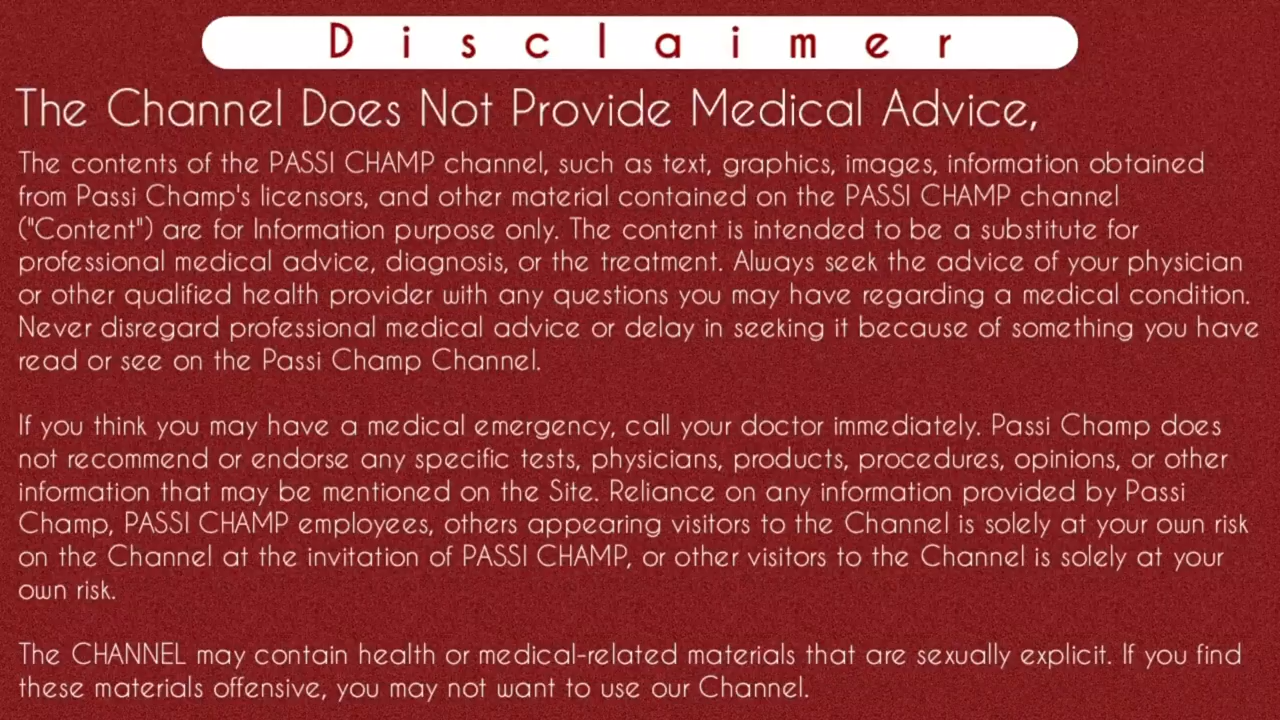 Disclaimer
The Channel Does Not Provide Medical Advice,
The contents of the PASSI CHAMP channel, such as text, graphics, images, information obtained
from Passi Champ's licensors, and other material contained on the PASSI CHAMP channel
("Content") are for Information purpose only. The content is intended to be a substitute for
professional medical advice, diagnosis, or the treatment. Always seek the advice of your physician
or other qualified health provider with any questions you may have regarding a medical condition.
Never disregard professional medical advice or delay in seeking it because of something you have
read or see on the Passi Champ Channel.
If you think you may have a medical emergency, call your doctor immediately. Passi Champ does
not recommend or endorse any specific tests, physicians, products, procedures, opinions, or other
information that may be mentioned on the Site. Reliance on any information provided by Passi
Champ, PASSI CHAMP employees, others appearing visitors to the Channel is solely at your own risk
on the Channel at the invitation of PASSI CHAMP, or other visitors to the Channel is solely at your
own risk.
The CHANNEL may contain health or medical-related materials that are sexually explicit. If you find
these materials offensive, you may not want to use our Channel.